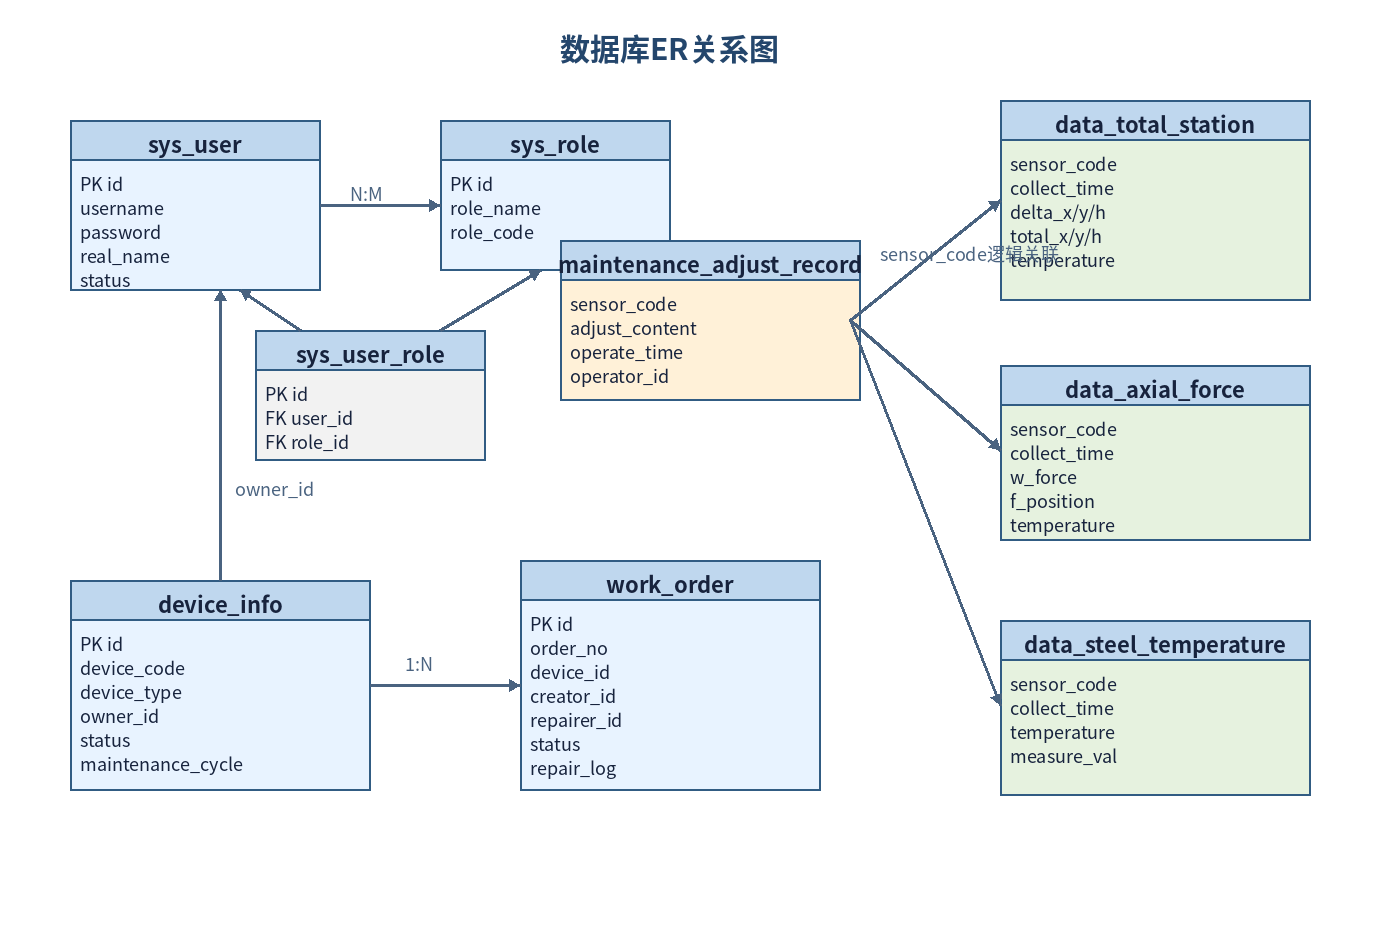 数据库ER关系图
sys_user
PK id
username
password
real_name
status
N:M
sys_role
PK id
role_name
role_code
maintenance_adjust_record
sensor_code
adjust_content
operate_time
operator_id
sensor_code逻辑关联
data_total_station
sensor_code
collect_time
delta_x/y/h
total_x/y/h
temperature
sys_user_role
PK id
FK user_id
FK role_id
owner_id
data_axial_force
sensor_code
collect_time
w_force
f_position
temperature
device_info
PK id
device_code
device_type
owner_id
status
maintenance_cycle
1:N
work_order
PK id
order_no
device_id
creator_id
repairer_id
status
repair_log
data_steel_temperature
sensor_code
collect_time
temperature
measure_val